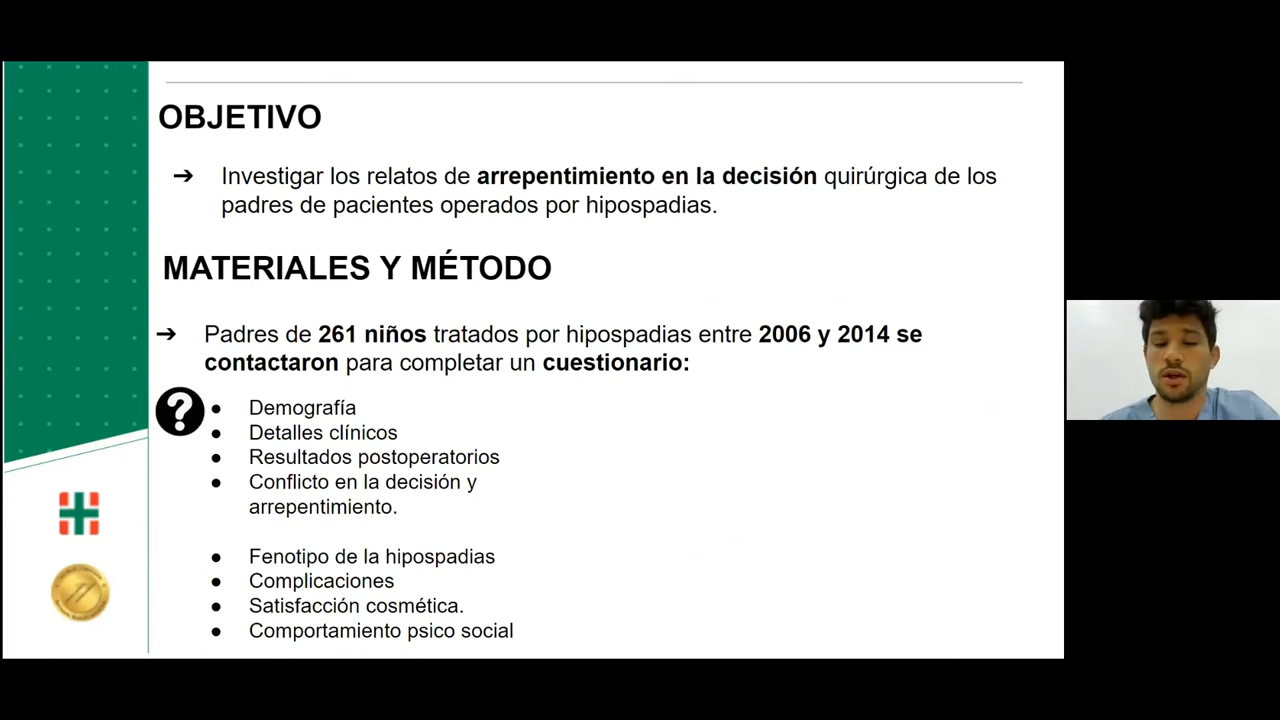 OBJETIVO
➔ Investigar los relatos de arrepentimiento en la decisión quirúrgica de los
padres de pacientes operados por hipospadias.
MATERIALES Y MÉTODO
➔ Padres de 261 niños tratados por hipospadias entre 2006 y 2014 se
contactaron para completar un cuestionario:
● Demografía
● Detalles clínicos
● Resultados postoperatorios
● Conflicto en la decisión y
arrepentimiento.
● Fenotipo de la hipospadias
● Complicaciones
● Satisfacción cosmética.
● Comportamiento psico social